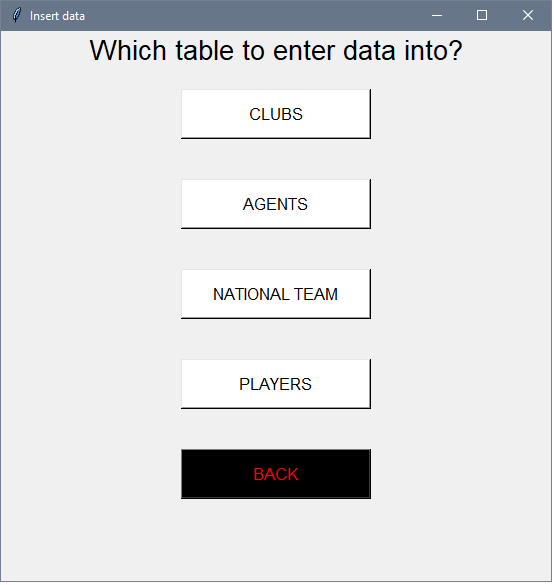 Insert data
Which table to enter data into?
CLUBS
AGENTS
NATIONAL TEAM
PLAYERS
BACK